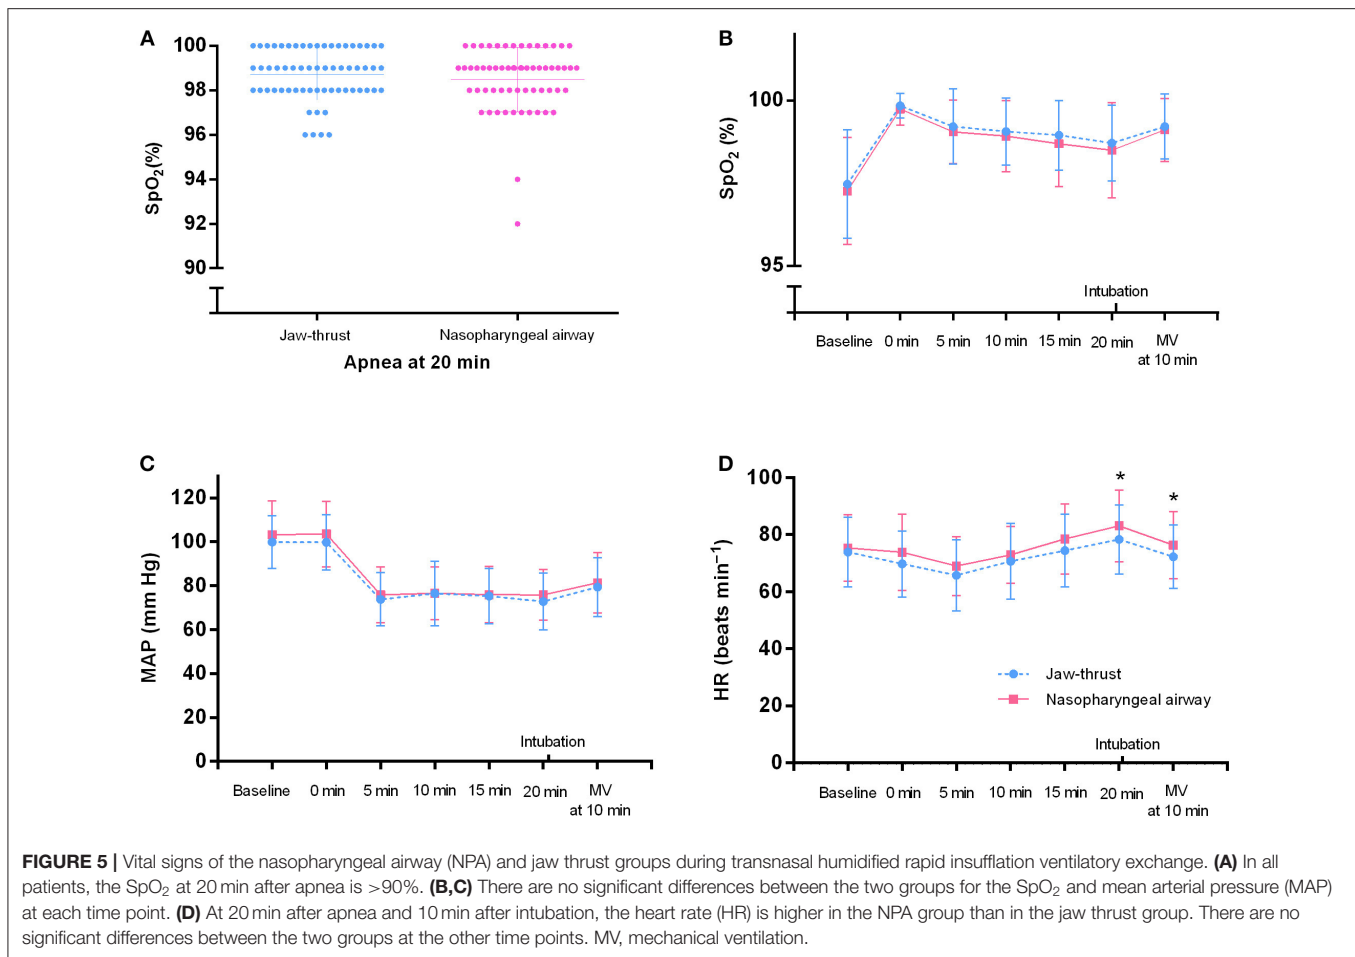 A
100
98
96
94
92
90
SpO2(%)
Jaw-thrust
Nasopharyngeal airway
Apnea at 20 min
B
100
95
SpO2 (%)
Intubation
Baseline 0 min 5 min 10 min 15 min 20 min MV
at 10 min
C
120
100
80
60
40
20
0
MAP (mm Hg)
Intubation
Baseline 0 min 5 min 10 min 15 min 20 min MV
at 10 min
D
100
80
60
40
20
0
HR (beats min−1)
*
*
Jaw-thrust
Nasopharyngeal airway
Intubation
Baseline 0 min 5 min 10 min 15 min 20 min MV
at 10 min
FIGURE 5 | Vital signs of the nasopharyngeal airway (NPA) and jaw thrust groups during transnasal humidified rapid insufflation ventilatory exchange. (A) In all
patients, the SpO2 at 20 min after apnea is >90%. (B,C) There are no significant differences between the two groups for the SpO2 and mean arterial pressure (MAP)
at each time point. (D) At 20 min after apnea and 10 min after intubation, the heart rate (HR) is higher in the NPA group than in the jaw thrust group. There are no
significant differences between the two groups at the other time points. MV, mechanical ventilation.